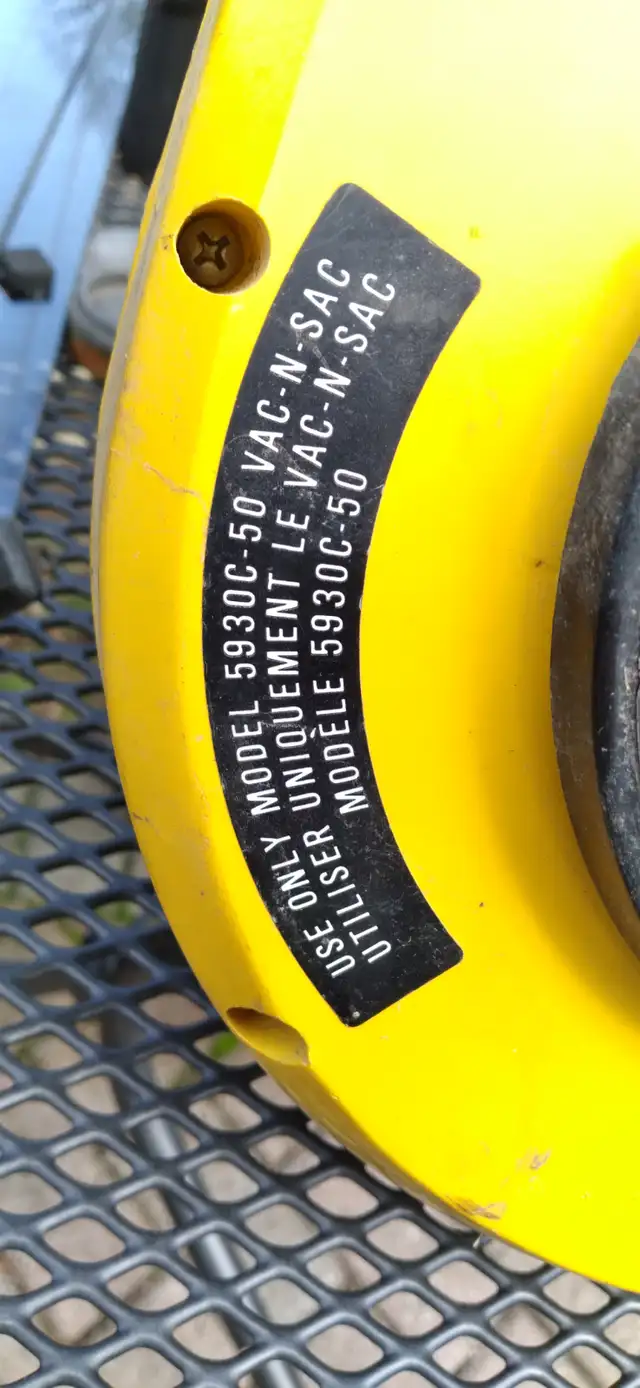 USE ONLY MODEL 5930C-50 VAC-N-SAC
UTILISER UNIQUEMENT LE VAC-N-SAC
MODÈLE 5930C-50